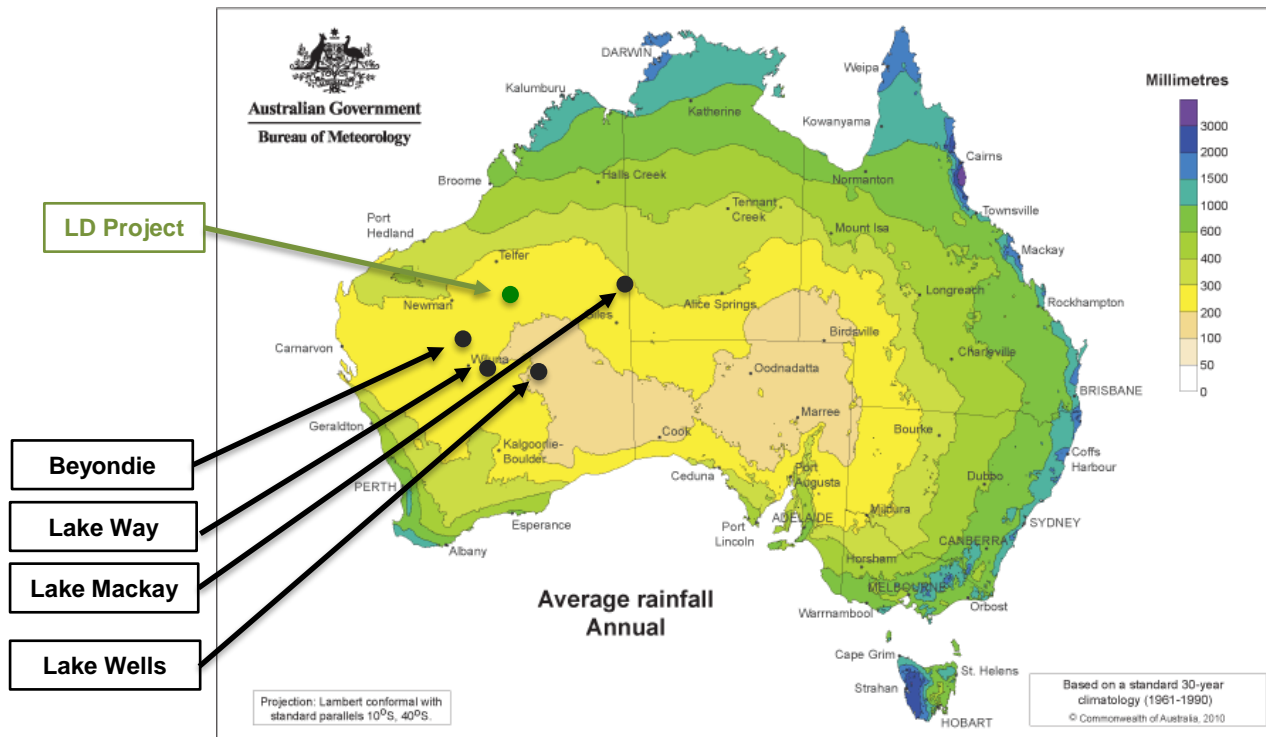 Australian Government
Bureau of Meteorology
DARWIN
Weipa
Kalumburu
Katherine
Kowanyama
Millimetres
3000
2000
1500
1000
600
400
300
200
100
50
0
Cairns
Broome
Halls Creek
Normanton
Tennant
Creek
Townsville
LD Project
Port
Hedland
Mount Isa
Mackay
Telfer
Newman
Alice Springs
Longreach
Rockhampton
Giles
Birdsville
Carnarvon
Wiluna
Oodnadatta
Charleville
BRISBANE
Marree
Geraldton
Beyondie
Kalgoorlie-
Boulder
Cook
Bourke
Coffs
Harbour
Ceduna
Port
Augusta
Dubbo
PERTH
Lake Way
Esperance
Port
Lincoln
ADELAIDE
Mildura
SYDNEY
Albany
CANBERRA
Lake Mackay
Horsham
MELBOURNE
Orbost
Warrnambool
Average rainfall
Annual
Lake Wells
Cape Grim
St. Helens
Strahan
HOBART
Projection: Lambert conformal with
standard parallels 10°S, 40°S.
Based on a standard 30-year
climatology (1961-1990)
© Commonwealth of Australia, 2010